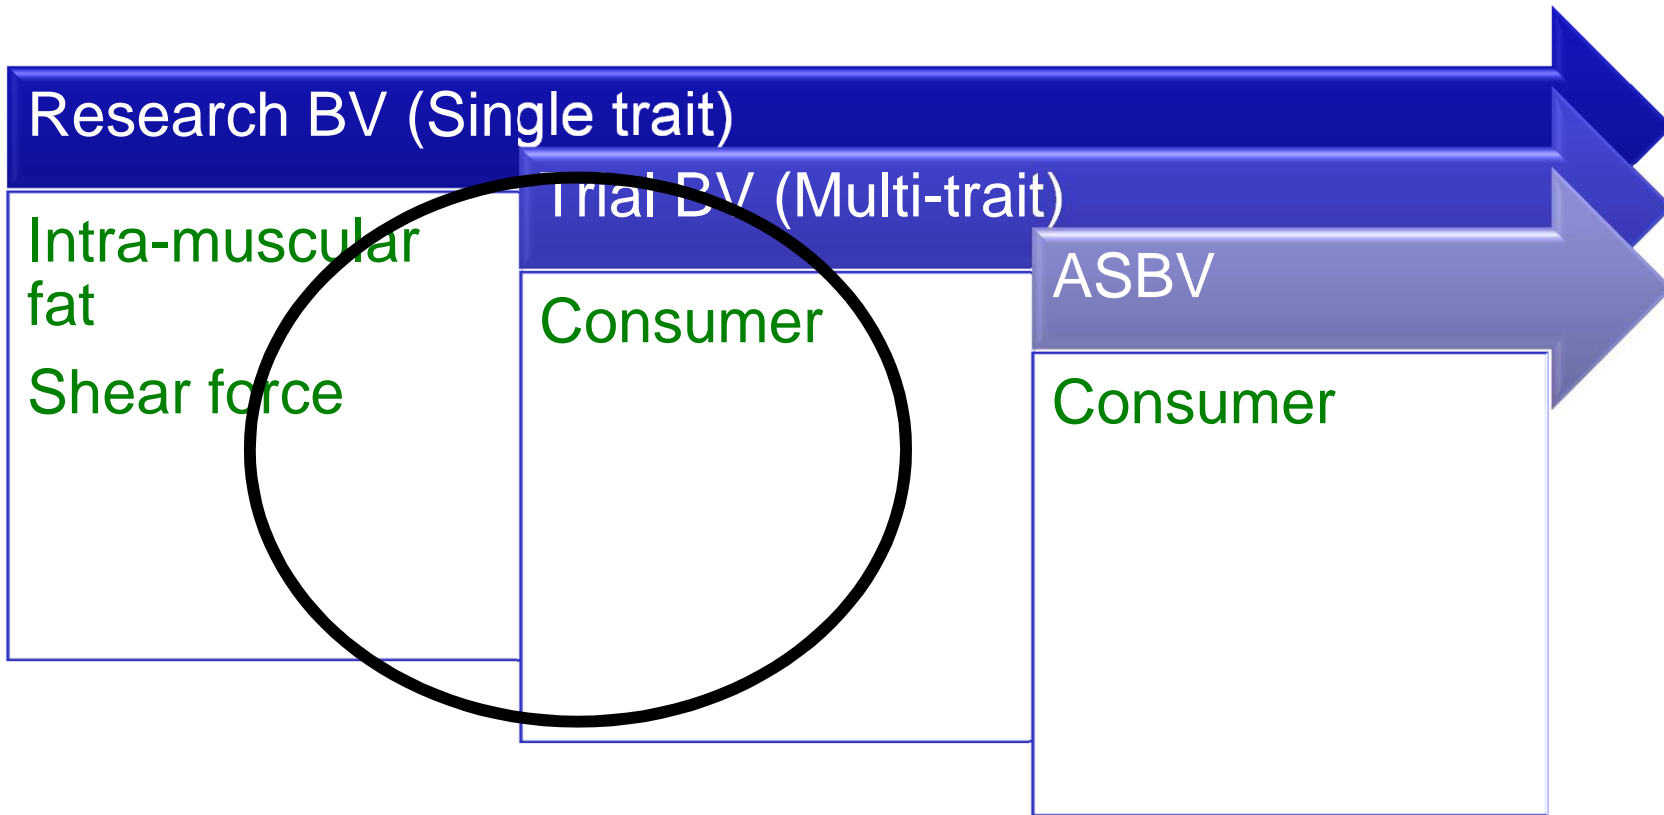 Research BV (Single trait)
Trial BV (Multi-trait)
ASBV
Intra-muscular
fat
Shear force
Consumer
Consumer